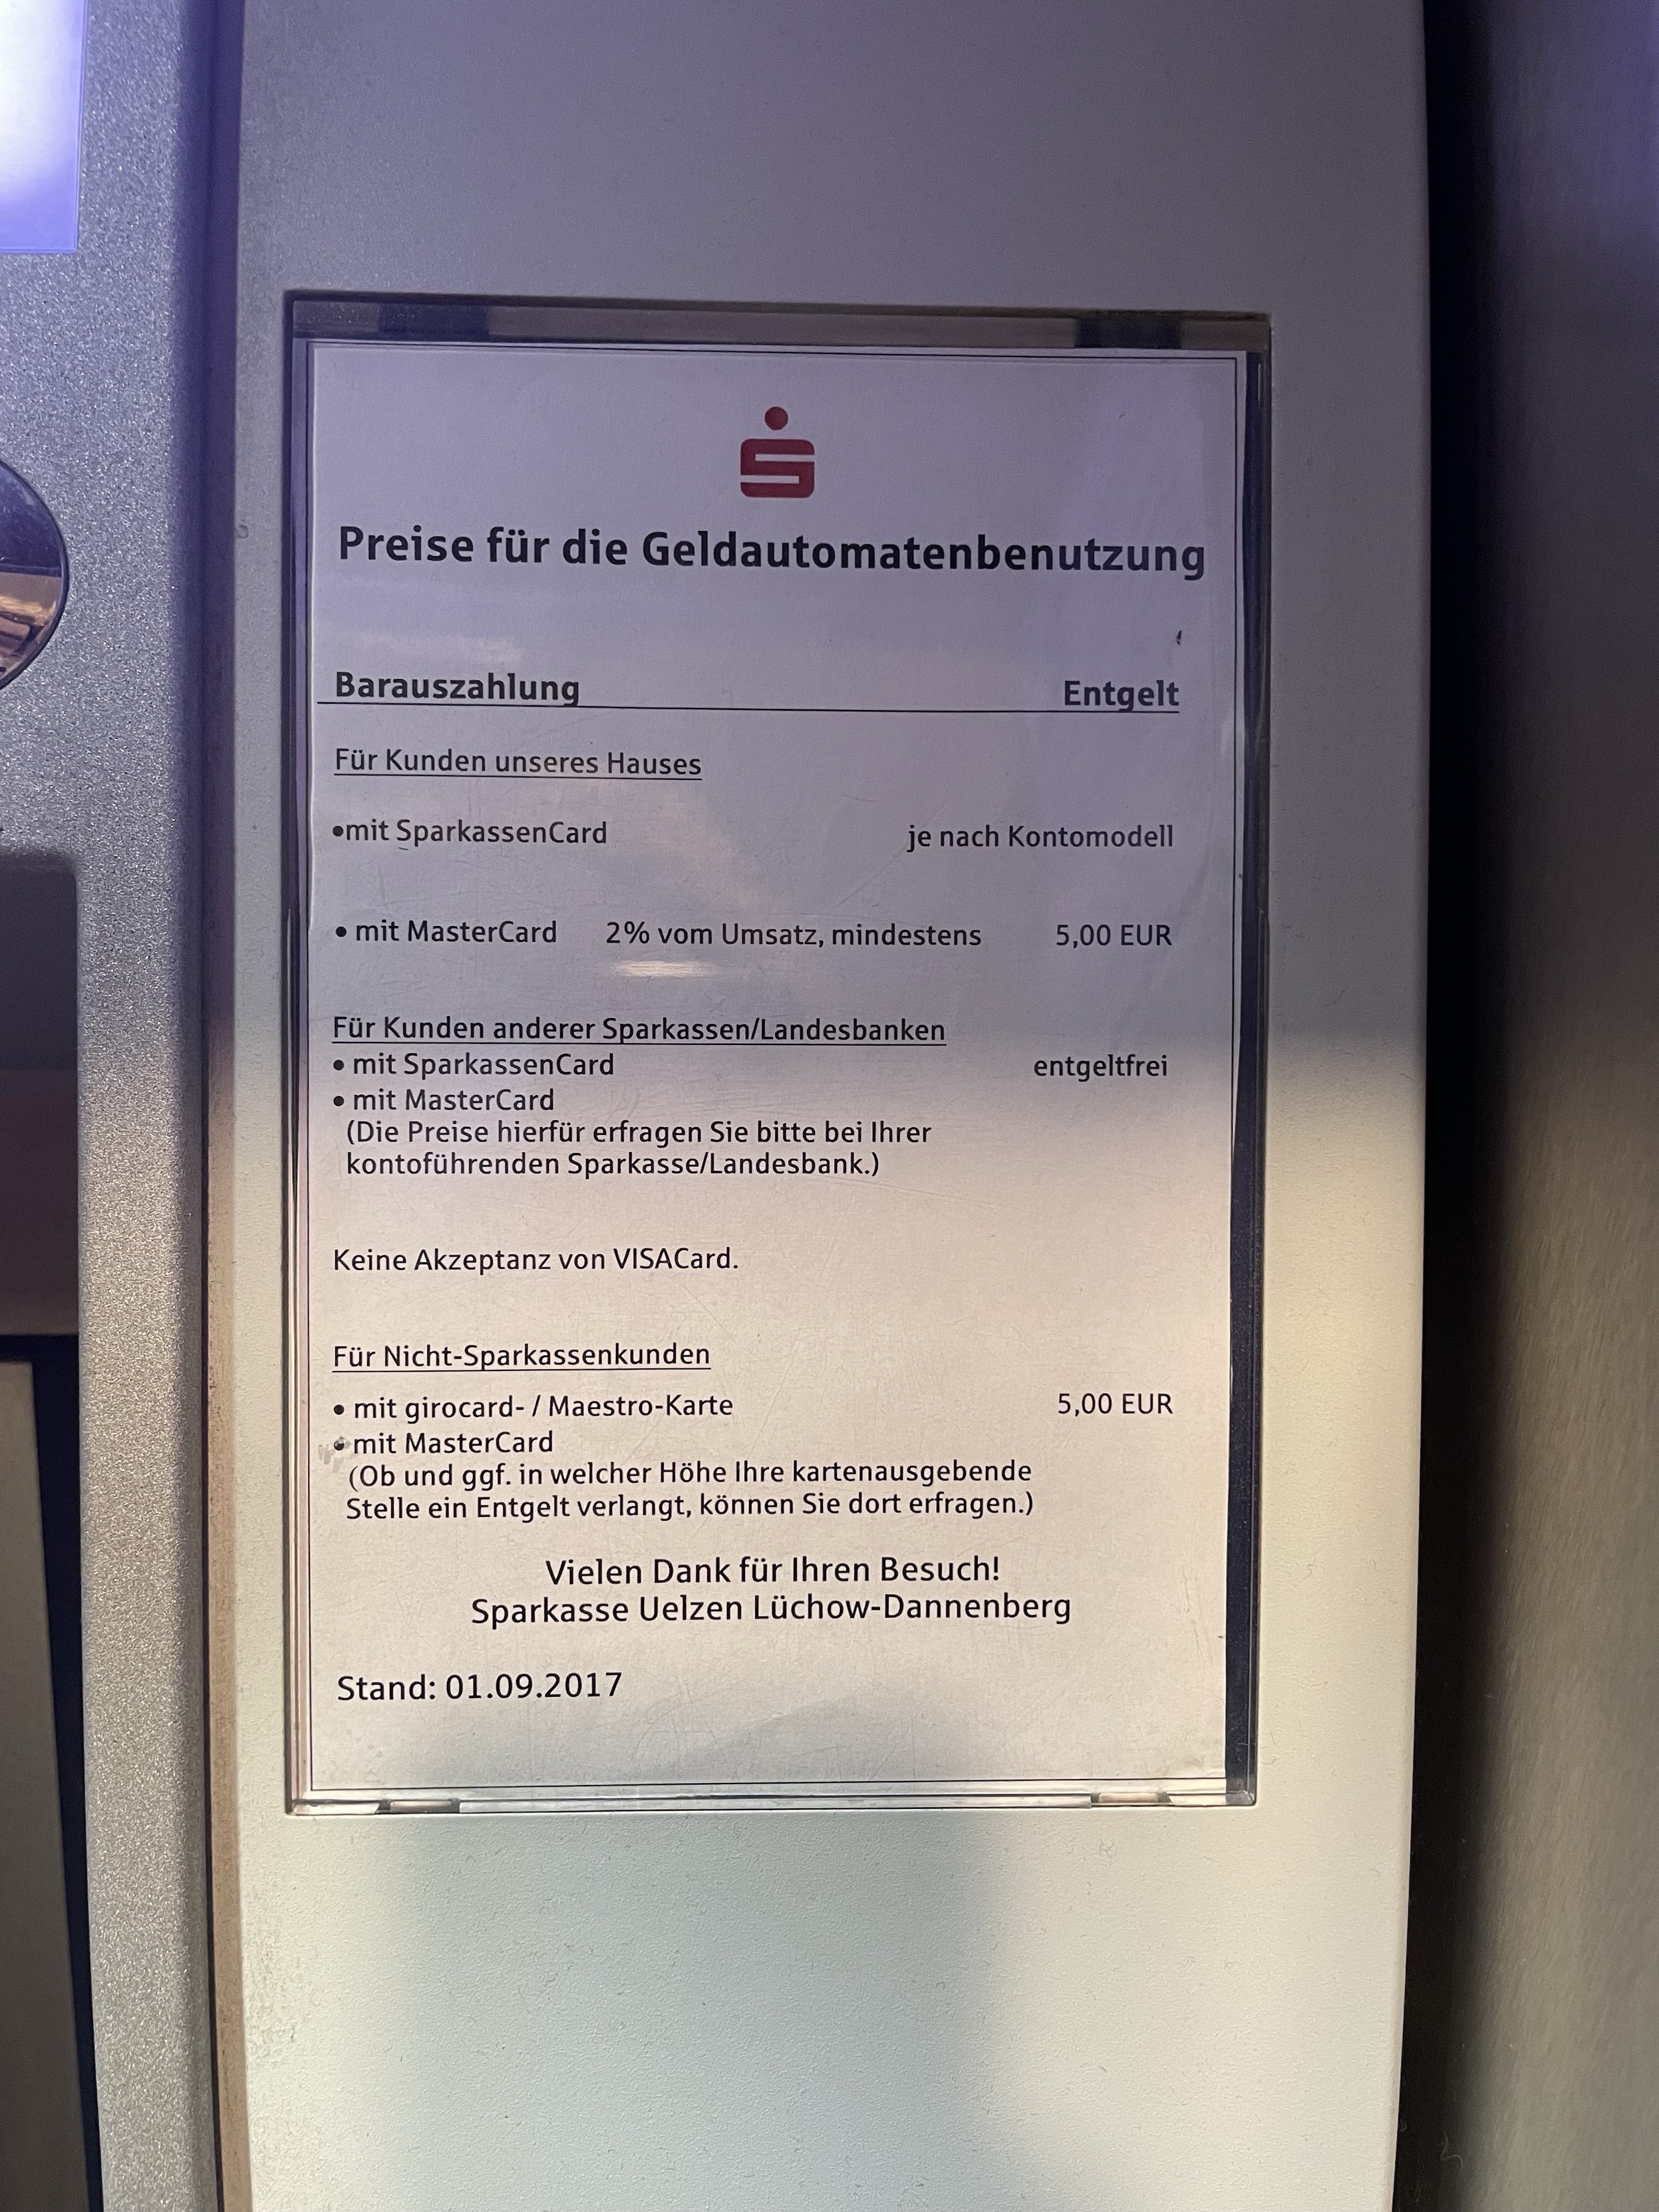 Preise für die Geldautomatenbenutzung
Barauszahlung Entgelt
Für Kunden unseres Hauses
•mit SparkassenCard je nach Kontomodell
• mit MasterCard 2% vom Umsatz, mindestens 5,00 EUR
Für Kunden anderer Sparkassen/Landesbanken
• mit SparkassenCard entgeltfrei
• mit MasterCard
(Die Preise hierfür erfragen Sie bitte bei Ihrer
kontoführenden Sparkasse/Landesbank.)
Keine Akzeptanz von VISACard.
Für Nicht-Sparkassenkunden
• mit girocard- / Maestro-Karte 5,00 EUR
• mit MasterCard
(Ob und ggf. in welcher Höhe Ihre kartenausgebende
Stelle ein Entgelt verlangt, können Sie dort erfragen.)
Vielen Dank für Ihren Besuch!
Sparkasse Uelzen Lüchow-Dannenberg
Stand: 01.09.2017